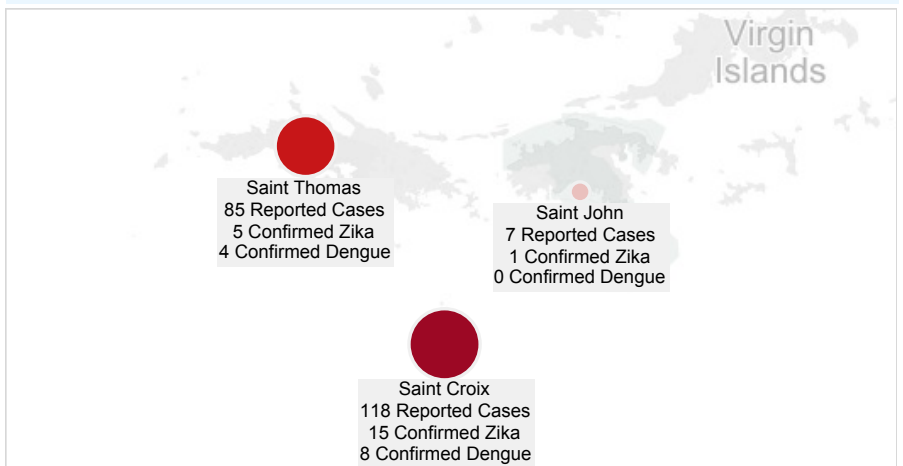 Virgin
Islands
Saint Thomas
85 Reported Cases
5 Confirmed Zika
4 Confirmed Dengue
Saint John
7 Reported Cases
1 Confirmed Zika
0 Confirmed Dengue
Saint Croix
118 Reported Cases
15 Confirmed Zika
8 Confirmed Dengue